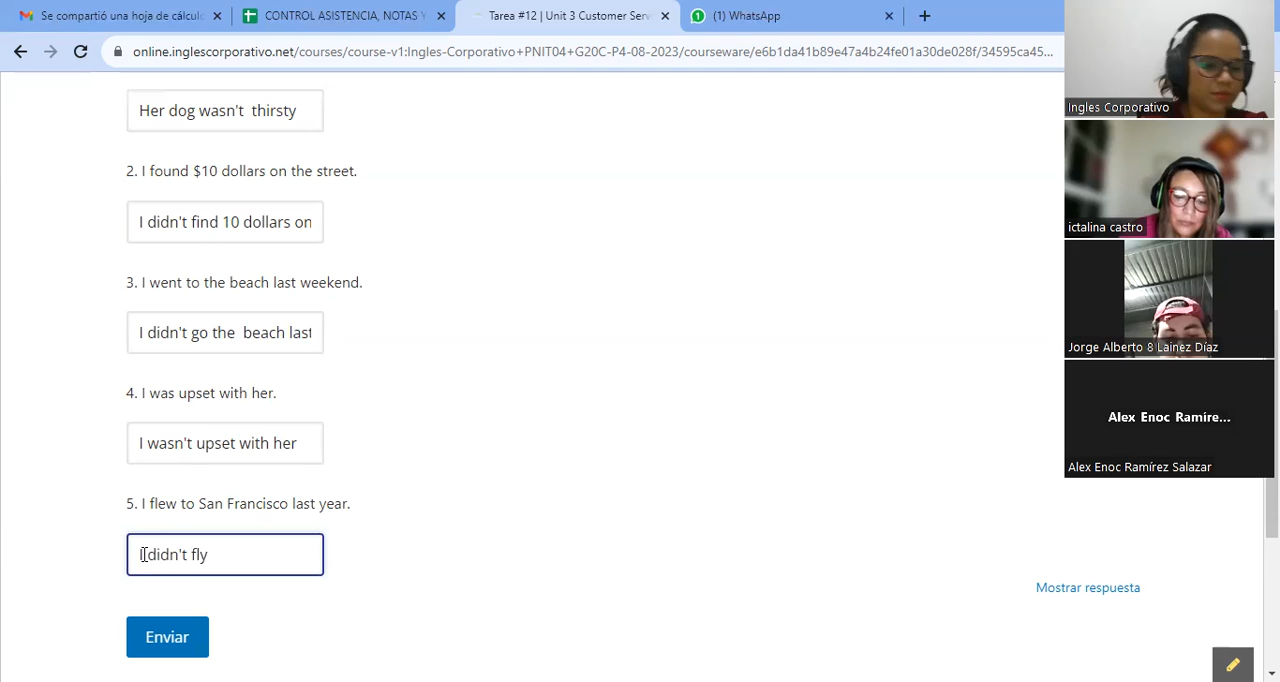 Se compartió una hoja de cálcu
CONTROL ASISTENCIA, NOTAS Y
Tarea #12 | Unit 3 Customer Serv
(1) WhatsApp
online.inglescorporativo.net/courses/course-v1:Ingles-Corporativo+PNIT04+G20C-P4-08-2023/courseware/e6b1da41b89e47a4b24fe01a30de028f/34595ca45...
Her dog wasn't  thirsty
2. I found $10 dollars on the street.
I didn't find 10 dollars on
3. I went to the beach last weekend.
I didn't go the  beach last
4. I was upset with her.
I wasn't upset with her
5. I flew to San Francisco last year.
I didn't fly
Mostrar respuesta
Enviar
Ingles Corporativo
ictalina castro
Jorge Alberto 8 Lainez Díaz
Alex Enoc Ramíre...
Alex Enoc Ramírez Salazar